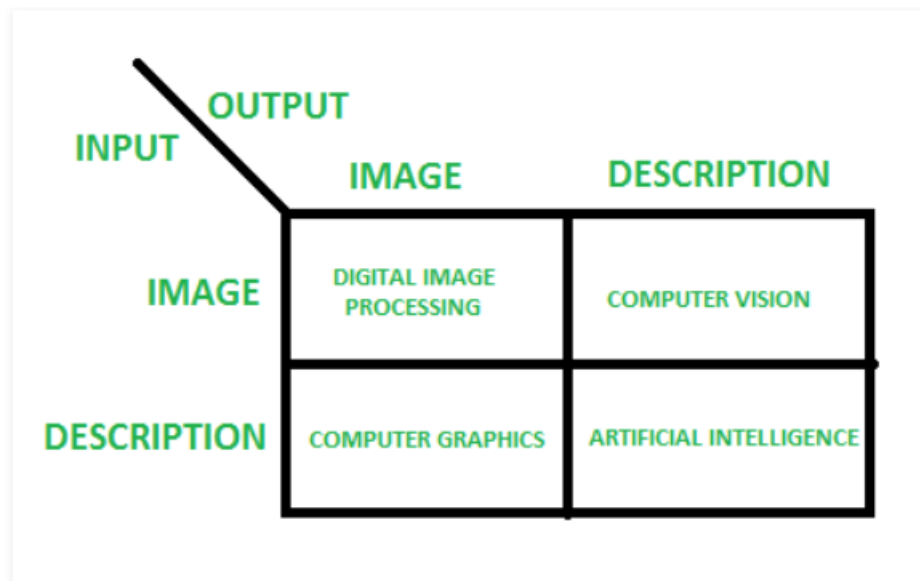 OUTPUT
INPUT
IMAGE
DESCRIPTION
IMAGE
DIGITAL IMAGE
PROCESSING
COMPUTER VISION
DESCRIPTION
COMPUTER GRAPHICS
ARTIFICIAL INTELLIGENCE